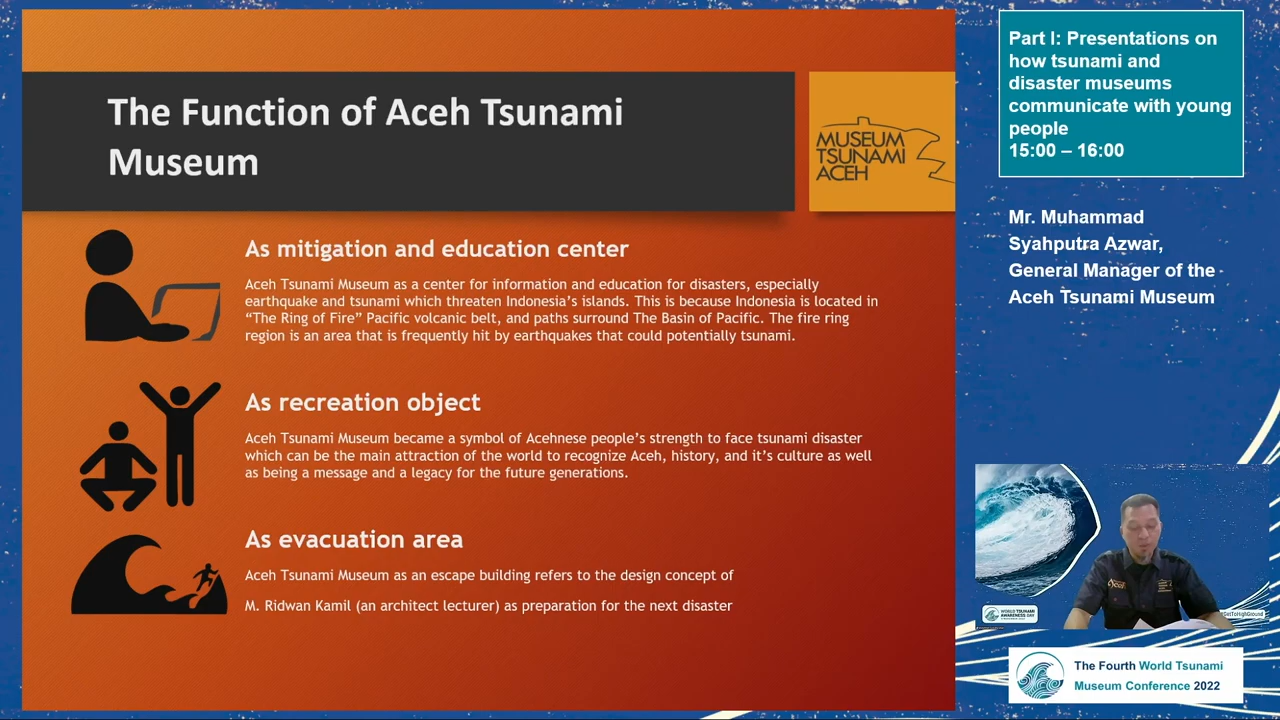 The Function of Aceh Tsunami
Museum
MUSEUM
TSUNAMI
ACEH
As mitigation and education center
Aceh Tsunami Museum as a center for information and education for disasters, especially
earthquake and tsunami which threaten Indonesia's islands. This is because Indonesia is located in
“The Ring of Fire” Pacific volcanic belt, and paths surround The Basin of Pacific. The fire ring
region is an area that is frequently hit by earthquakes that could potentially tsunami.
As recreation object
Aceh Tsunami Museum became a symbol of Acehnese people's strength to face tsunami disaster
which can be the main attraction of the world to recognize Aceh, history, and it's culture as well
as being a message and a legacy for the future generations.
As evacuation area
Aceh Tsunami Museum as an escape building refers to the design concept of
M. Ridwan Kamil (an architect lecturer) as preparation for the next disaster
Part I: Presentations on
how tsunami and
disaster museums
communicate with young
people
15:00 – 16:00
Mr. Muhammad
Syahputra Azwar,
General Manager of the
Aceh Tsunami Museum
WORLD TSUNAMI
AWARENESS DAY
#GetToHighGround
The Fourth World Tsunami
Museum Conference 2022